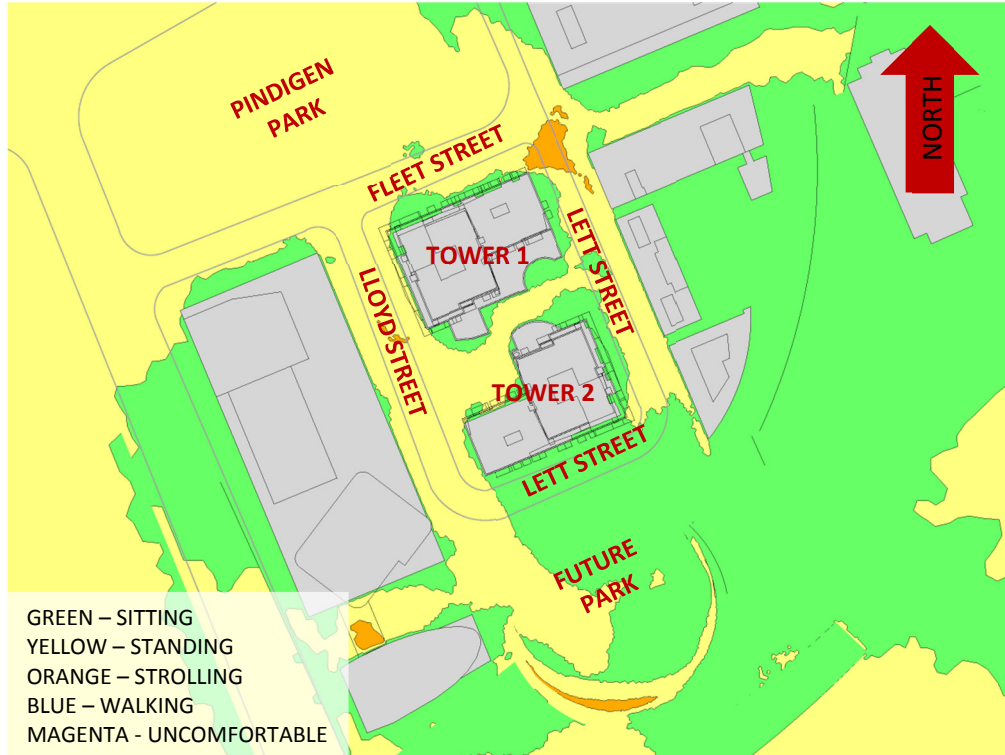 PINDIGEN
PARK
NORTH
FLEET STREET
TOWER 1
LETT STREET
LLOYD STREET
TOWER 2
LETT STREET
FUTURE
PARK
GREEN – SITTING
YELLOW – STANDING
ORANGE – STROLLING
BLUE – WALKING
MAGENTA - UNCOMFORTABLE